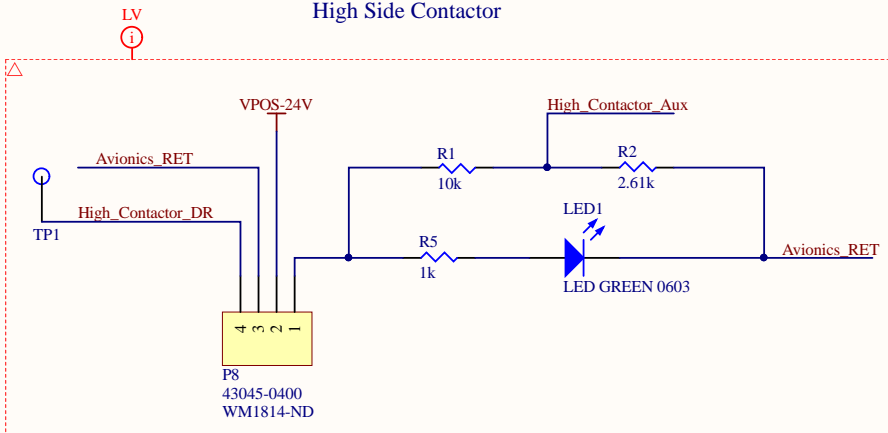 High Side Contactor
LV
i
VPOS-24V
High_Contactor_Aux
Avionics_RET
R1
10k
R2
2.61k
High_Contactor_DR
TP1
LED1
R5
1k
Avionics_RET
LED GREEN 0603
4
3
2
1
P8
43045-0400
WM1814-ND